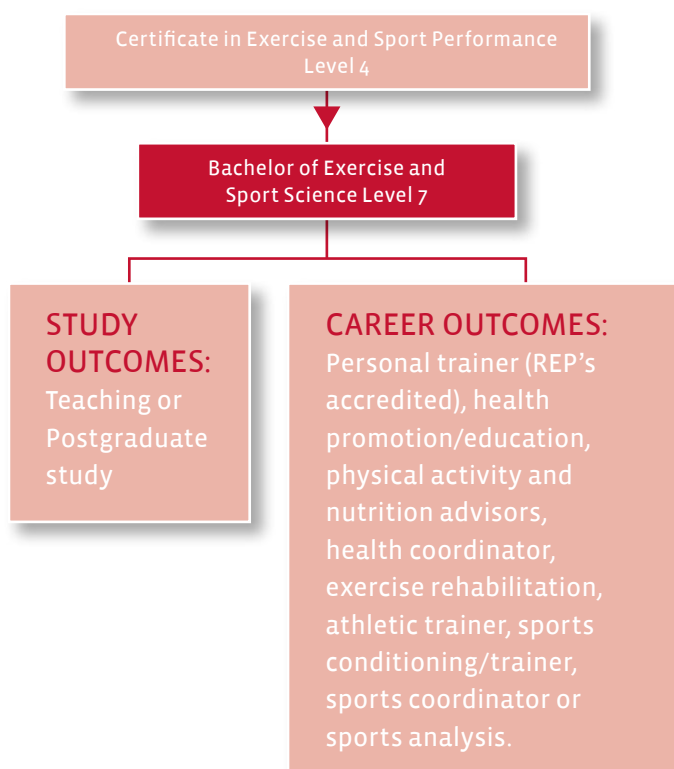 Certificate in Exercise and Sport Performance
Level 4
Bachelor of Exercise and
Sport Science Level 7
STUDY
OUTCOMES:
Teaching or
Postgraduate
study
CAREER OUTCOMES:
Personal trainer (REP’s
accredited), health
promotion/education,
physical activity and
nutrition advisors,
health coordinator,
exercise rehabilitation,
athletic trainer, sports
conditioning/trainer,
sports coordinator or
sports analysis.